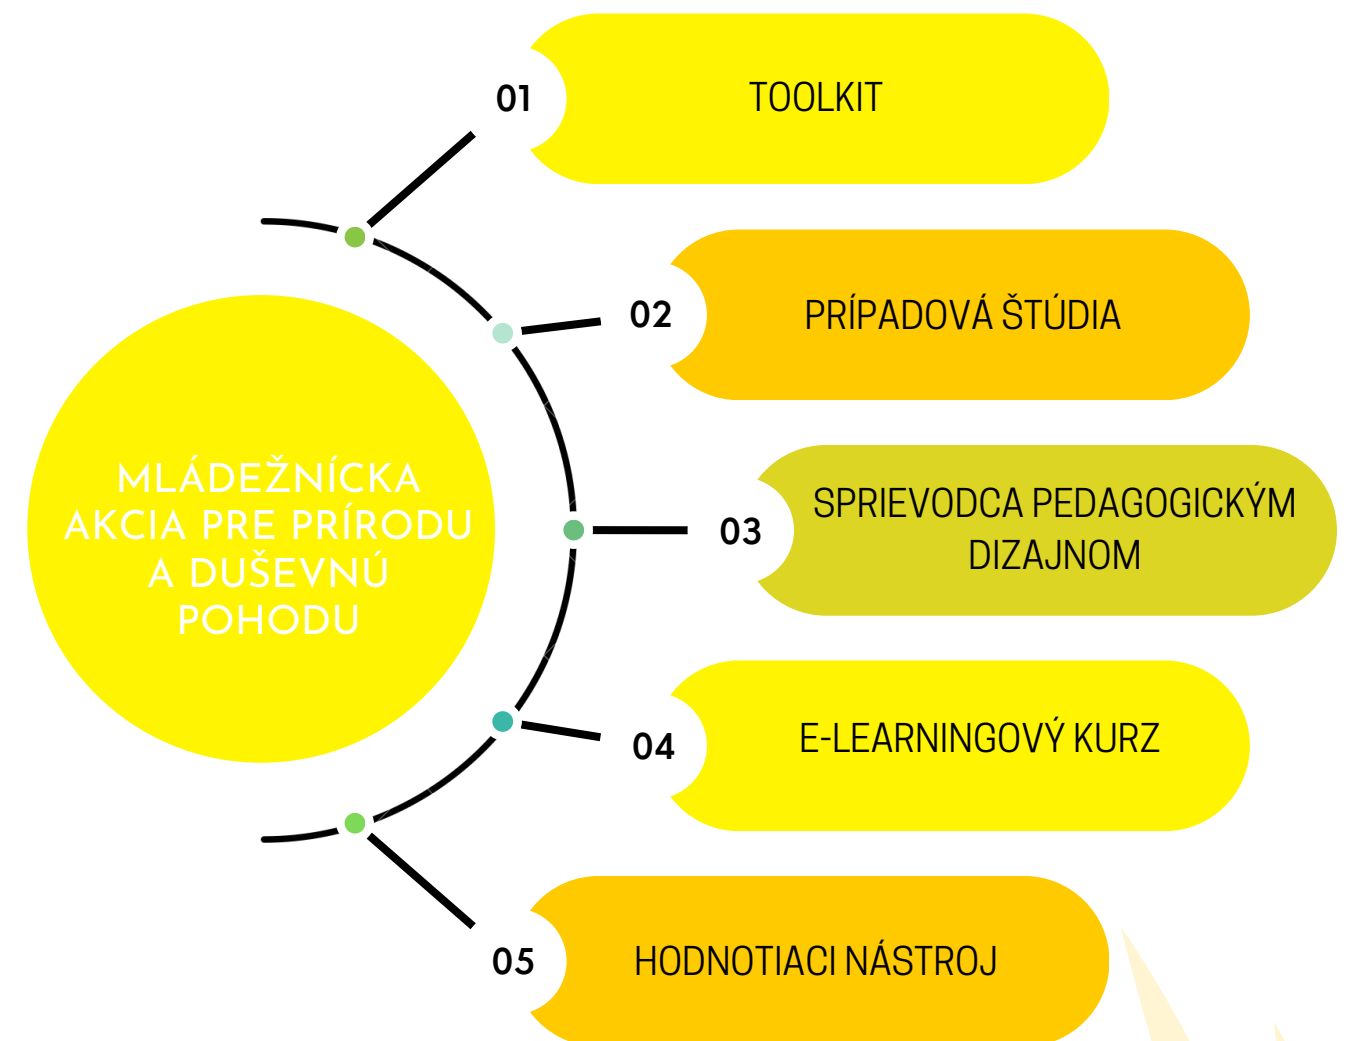 01
TOOLKIT
02
PRÍPADOVÁ ŠTÚDIA
MLÁDEŽNÍCKA
AKCIA PRE PRÍRODU
A DUŠEVNÚ
POHODU
03
SPRIEVODCA PEDAGOGICKÝM
DIZAJNOM
04
E-LEARNINGOVÝ KURZ
05
HODNOTIACI NÁSTROJ